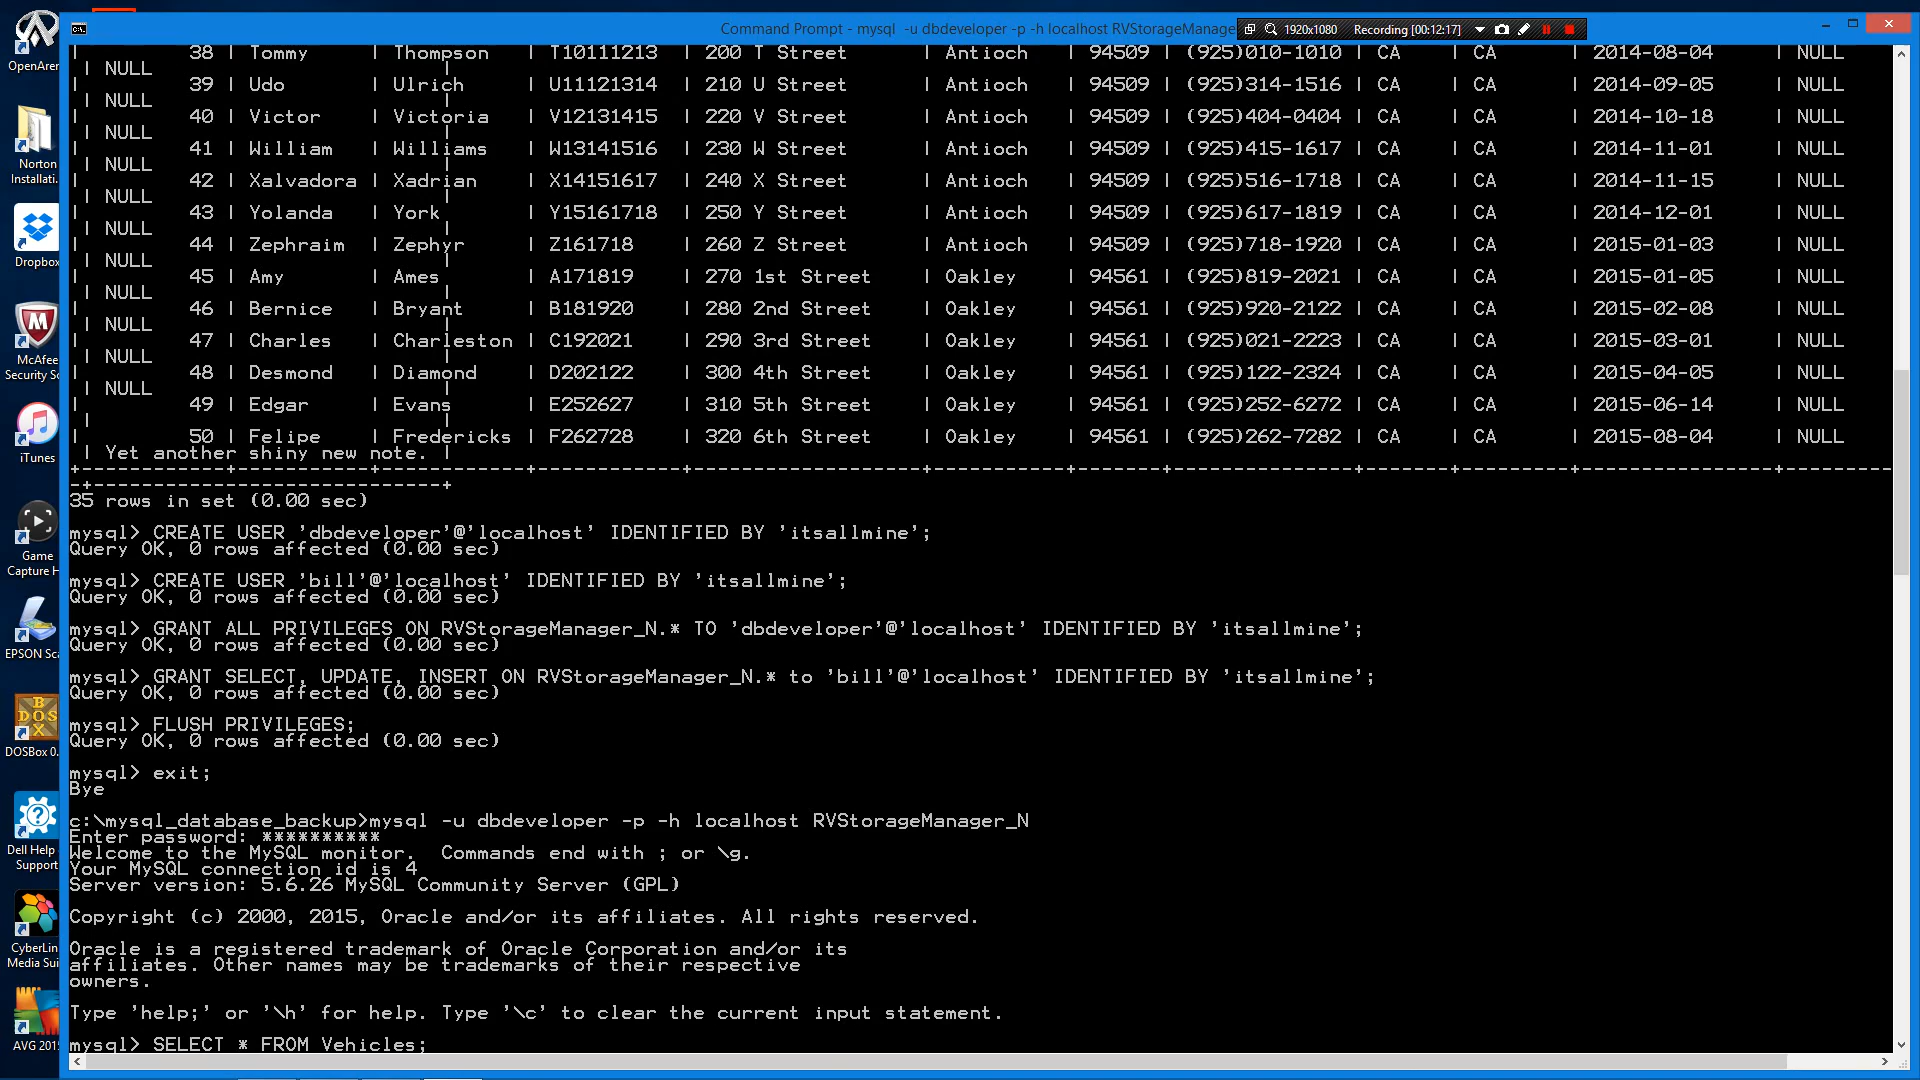 Command Prompt - mysql -u dbdeveloper -p -h localhost RVStorageManage
1920x1080
Recording [00:12:17]
OpenAren
Norton
Installati.
Dropbox
McAfee
Security Sc
iTunes
Game
Capture H
EPSON Sca
DOSBox 0.
Dell Help
Support
CyberLin
Media Sui
AVG 2015
| 38 | Tommy | Thompson | T10111213 | 200 T Street | Antioch | 94509 | (925)010-1010 | CA | CA | 2014-08-04 | NULL
| NULL |
| 39 | Udo | Ulrich | U11121314 | 210 U Street | Antioch | 94509 | (925)314-1516 | CA | CA | 2014-09-05 | NULL
| NULL |
| 40 | Victor | Victoria | V12131415 | 220 V Street | Antioch | 94509 | (925)404-0404 | CA | CA | 2014-10-18 | NULL
| NULL |
| 41 | William | Williams | W13141516 | 230 W Street | Antioch | 94509 | (925)415-1617 | CA | CA | 2014-11-01 | NULL
| NULL |
| 42 | Xalvadora | Xadrian | X14151617 | 240 X Street | Antioch | 94509 | (925)516-1718 | CA | CA | 2014-11-15 | NULL
| NULL |
| 43 | Yolanda | York | Y15161718 | 250 Y Street | Antioch | 94509 | (925)617-1819 | CA | CA | 2014-12-01 | NULL
| NULL |
| 44 | Zephraim | Zephyr | Z161718 | 260 Z Street | Antioch | 94509 | (925)718-1920 | CA | CA | 2015-01-03 | NULL
| NULL |
| 45 | Amy | Ames | A171819 | 270 1st Street | Oakley | 94561 | (925)819-2021 | CA | CA | 2015-01-05 | NULL
| NULL |
| 46 | Bernice | Bryant | B181920 | 280 2nd Street | Oakley | 94561 | (925)920-2122 | CA | CA | 2015-02-08 | NULL
| NULL |
| 47 | Charles | Charleston | C192021 | 290 3rd Street | Oakley | 94561 | (925)021-2223 | CA | CA | 2015-03-01 | NULL
| NULL |
| 48 | Desmond | Diamond | D202122 | 300 4th Street | Oakley | 94561 | (925)122-2324 | CA | CA | 2015-04-05 | NULL
| NULL |
| 49 | Edgar | Evans | E252627 | 310 5th Street | Oakley | 94561 | (925)252-6272 | CA | CA | 2015-06-14 | NULL
| |
| 50 | Felipe | Fredericks | F262728 | 320 6th Street | Oakley | 94561 | (925)262-7282 | CA | CA | 2015-08-04 | NULL
| Yet another shiny new note. |
35 rows in set (0.00 sec)
mysql> CREATE USER 'dbdeveloper'@'localhost' IDENTIFIED BY 'itsallmine';
Query OK, 0 rows affected (0.00 sec)
mysql> CREATE USER 'bill'@'localhost' IDENTIFIED BY 'itsallmine';
Query OK, 0 rows affected (0.00 sec)
mysql> GRANT ALL PRIVILEGES ON RVStorageManager_N.* TO 'dbdeveloper'@'localhost' IDENTIFIED BY 'itsallmine';
Query OK, 0 rows affected (0.00 sec)
mysql> GRANT SELECT, UPDATE, INSERT ON RVStorageManager_N.* to 'bill'@'localhost' IDENTIFIED BY 'itsallmine';
Query OK, 0 rows affected (0.00 sec)
mysql> FLUSH PRIVILEGES;
Query OK, 0 rows affected (0.00 sec)
mysql> exit;
Bye
c:\mysql_database_backup>mysql -u dbdeveloper -p -h localhost RVStorageManager_N
Enter password: **********
Welcome to the MySQL monitor.  Commands end with ; or \g.
Your MySQL connection id is 4
Server version: 5.6.26 MySQL Community Server (GPL)
Copyright (c) 2000, 2015, Oracle and/or its affiliates. All rights reserved.
Oracle is a registered trademark of Oracle Corporation and/or its
affiliates. Other names may be trademarks of their respective
owners.
Type 'help;' or '\h' for help. Type '\c' to clear the current input statement.
mysql> SELECT * FROM Vehicles;